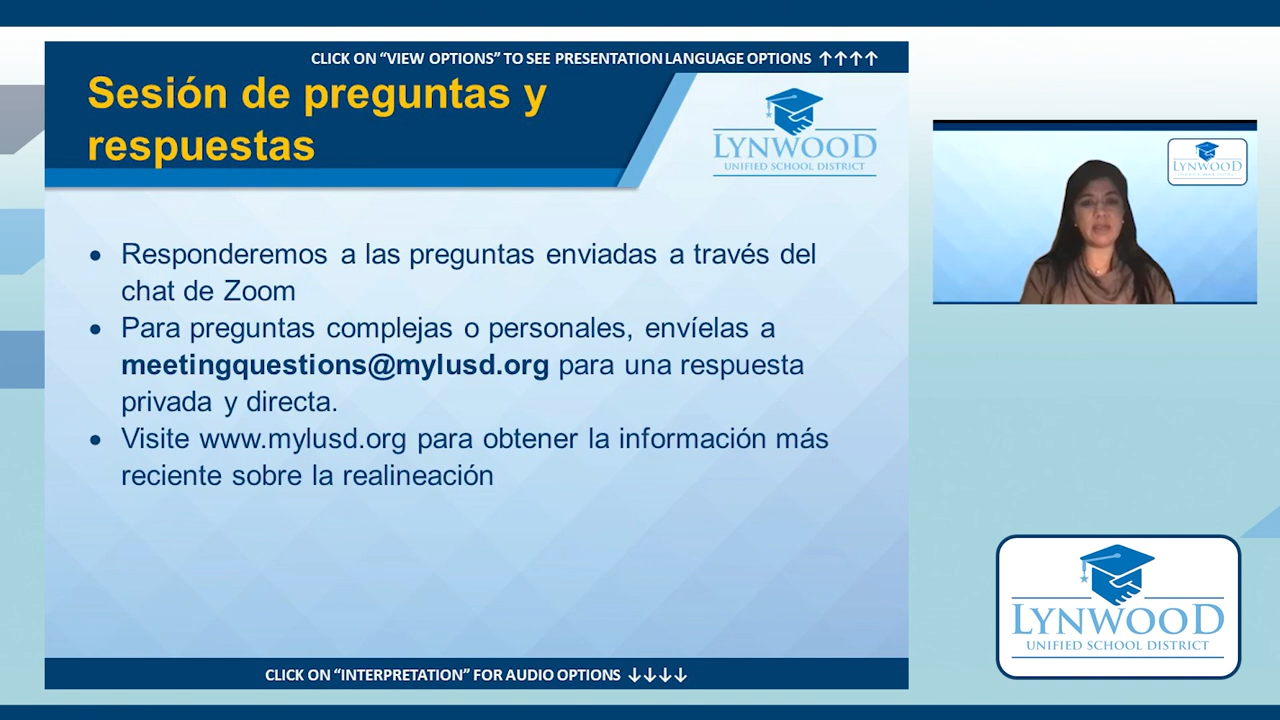 CLICK ON “VIEW OPTIONS” TO SEE PRESENTATION LANGUAGE OPTIONS ↑↑↑↑
Sesión de preguntas y
respuestas
LYNWOOD
UNIFIED SCHOOL DISTRICT
• Responderemos a las preguntas enviadas a través del
chat de Zoom
• Para preguntas complejas o personales, envíelas a
meetingquestions@mylusd.org para una respuesta
privada y directa.
• Visite www.mylusd.org para obtener la información más
reciente sobre la realineación
CLICK ON “INTERPRETATION” FOR AUDIO OPTIONS ↓↓↓↓
LYNWOOD
LYNWOOD
UNIFIED SCHOOL DISTRICT